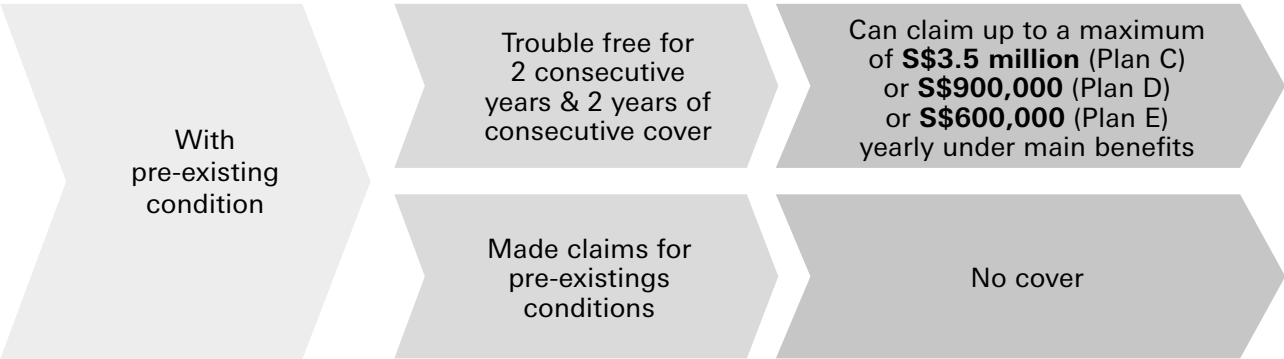 With
pre-existing
condition
Trouble free for
2 consecutive
years & 2 years of
consecutive cover
Can claim up to a maximum
of S$3.5 million (Plan C)
or S$900,000 (Plan D)
or S$600,000 (Plan E)
yearly under main benefits
Made claims for
pre-existings
conditions
No cover